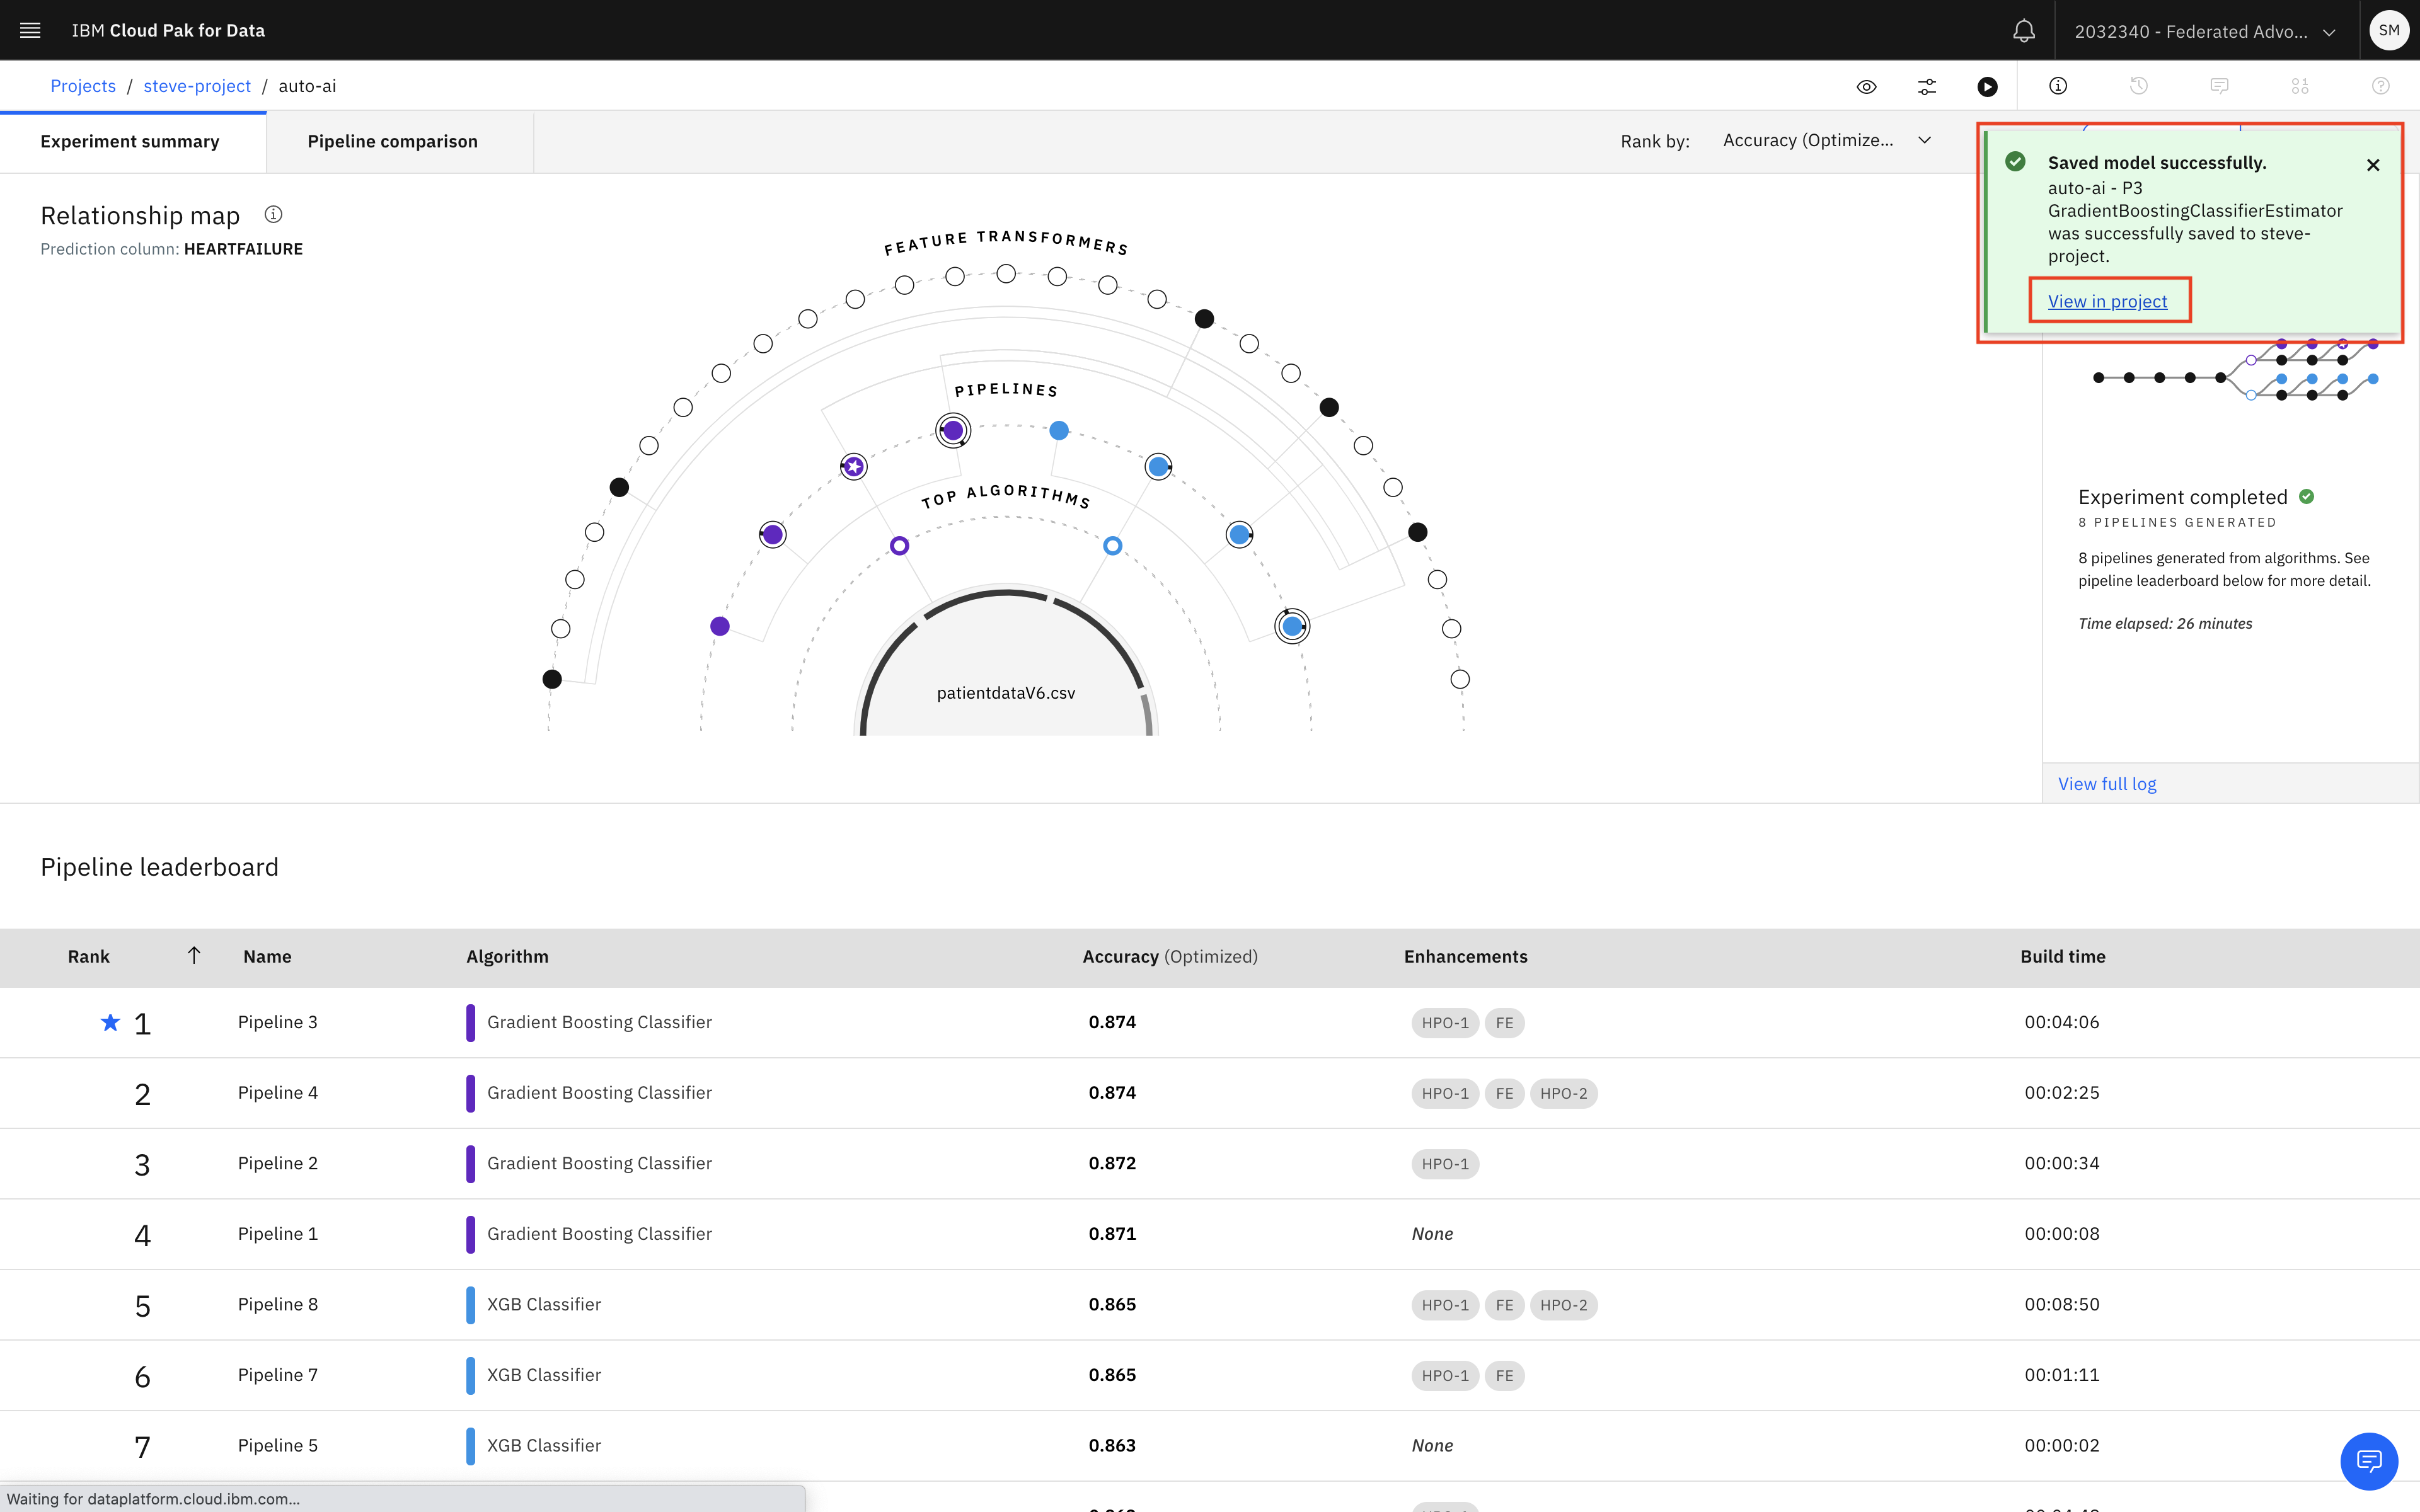 IBM Cloud Pak for Data
2032340 - Federated Advo...
SM
Projects / steve-project / auto-ai
Experiment summary
Pipeline comparison
Rank by:
Accuracy (Optimize...
Saved model successfully.
auto-ai - P3
GradientBoostingClassifierEstimator
was successfully saved to steve-
project.
View in project
Relationship map
Prediction column: HEARTFAILURE
FEATURE TRANSFORMERS
PIPELINES
TOP ALGORITHMS
patientdataV6.csv
Experiment completed
8 PIPELINES GENERATED
8 pipelines generated from algorithms. See
pipeline leaderboard below for more detail.
Time elapsed: 26 minutes
View full log
Pipeline leaderboard
Rank Name Algorithm Accuracy (Optimized) Enhancements Build time
1 Pipeline 3 Gradient Boosting Classifier 0.874 HPO-1 FE 00:04:06
2 Pipeline 4 Gradient Boosting Classifier 0.874 HPO-1 FE HPO-2 00:02:25
3 Pipeline 2 Gradient Boosting Classifier 0.872 HPO-1 00:00:34
4 Pipeline 1 Gradient Boosting Classifier 0.871 None 00:00:08
5 Pipeline 8 XGB Classifier 0.865 HPO-1 FE HPO-2 00:08:50
6 Pipeline 7 XGB Classifier 0.865 HPO-1 FE 00:01:11
7 Pipeline 5 XGB Classifier 0.863 None 00:00:02
Waiting for dataplatform.cloud.ibm.com...